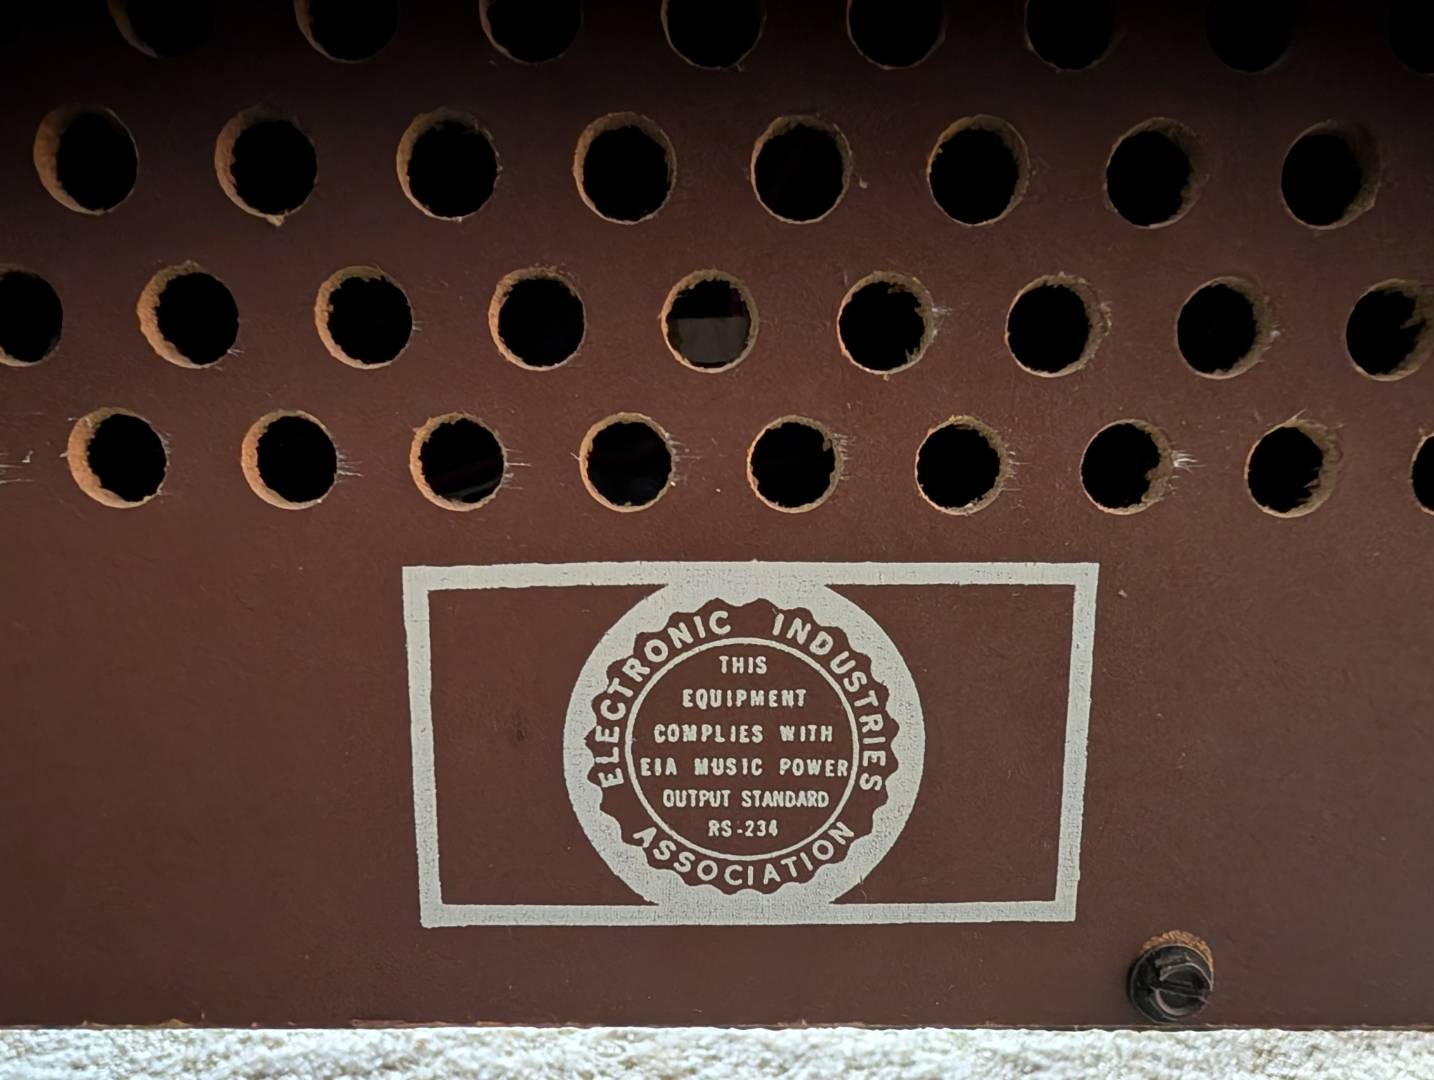 ELECTRONIC INDUSTRIES
THIS
EQUIPMENT
COMPLIES WITH
EIA MUSIC POWER
OUTPUT STANDARD
RS-234
ASSOCIATION